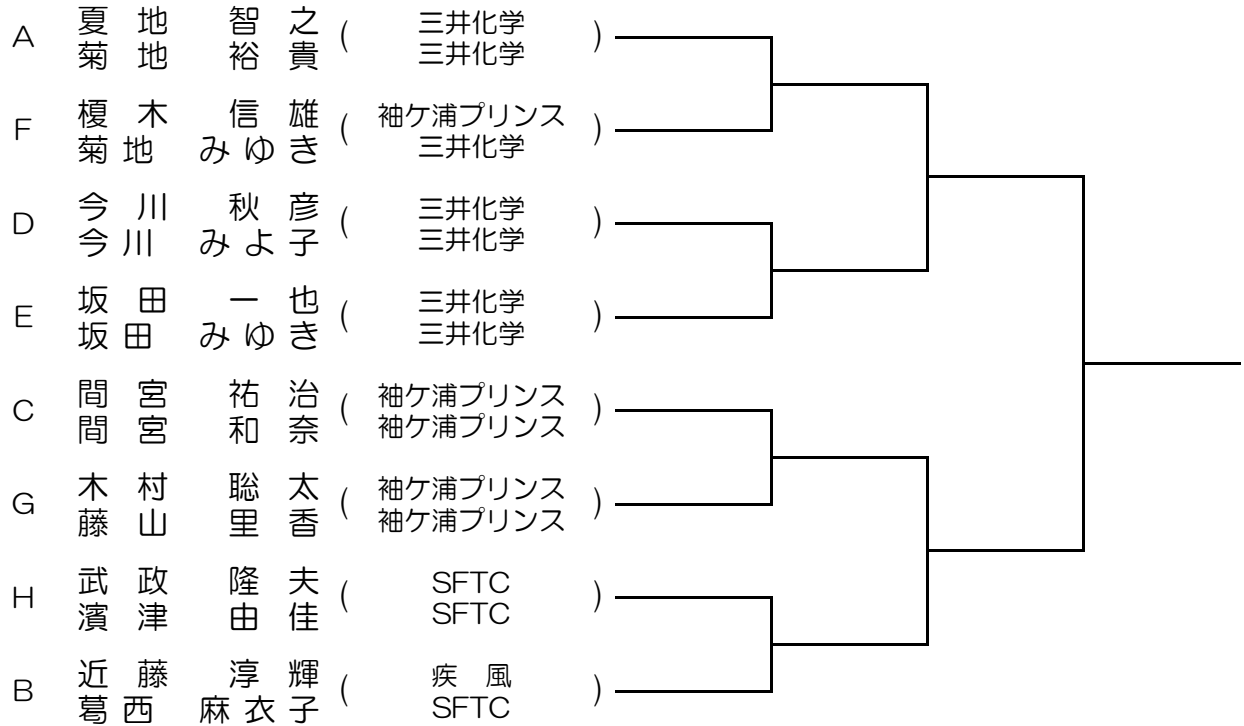 A 夏地 智之 ( 三井化学 )
菊地 裕貴 三井化学
F 榎木 信雄 ( 袖ケ浦プリンス )
菊地 みゆき 三井化学
D 今川 秋彦 ( 三井化学 )
今川 みよ子 三井化学
E 坂田 一也 ( 三井化学 )
坂田 みゆき 三井化学
C 間宮 祐治 ( 袖ケ浦プリンス )
間宮 和奈 袖ケ浦プリンス
G 木村 聡太 ( 袖ケ浦プリンス )
藤山 里香 袖ケ浦プリンス
H 武政 隆夫 ( SFTC )
濱津 由佳 SFTC
B 近藤 淳輝 ( 疾風 )
葛西 麻衣子 SFTC